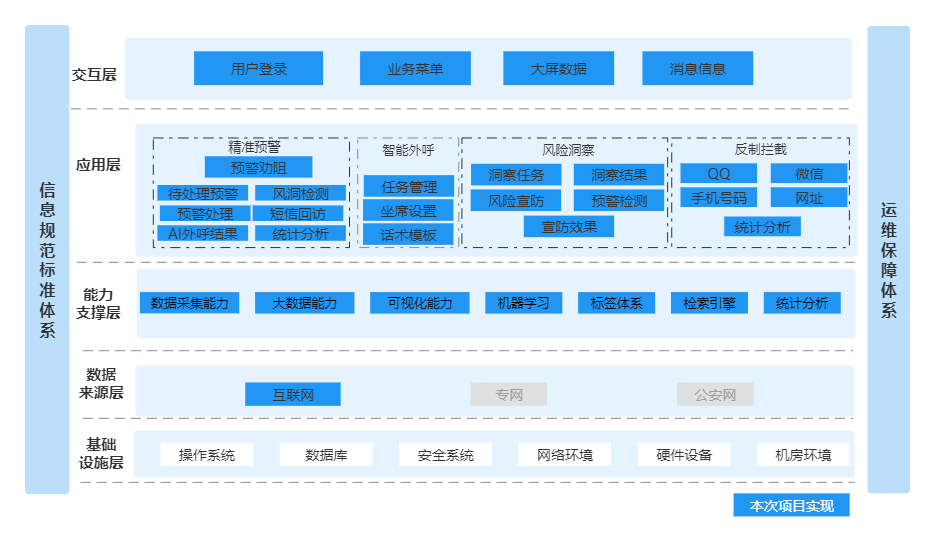 信息规范标准体系
交互层
用户登录
业务菜单
大屏数据
消息信息
应用层
精准预警
预警劝阻
待处理预警
风洞检测
预警处理
短信回访
AI外呼结果
统计分析
智能外呼
任务管理
坐席设置
话术模板
风险洞察
洞察任务
洞察结果
风险宣防
预警检测
宣防效果
反制拦截
QQ
微信
手机号码
网址
统计分析
能力
支撑层
数据采集能力
大数据能力
可视化能力
机器学习
标签体系
检索引擎
统计分析
数据
来源层
互联网
专网
公安网
基础
设施层
操作系统
数据库
安全系统
网络环境
硬件设备
机房环境
运维保障体系
本次项目实现